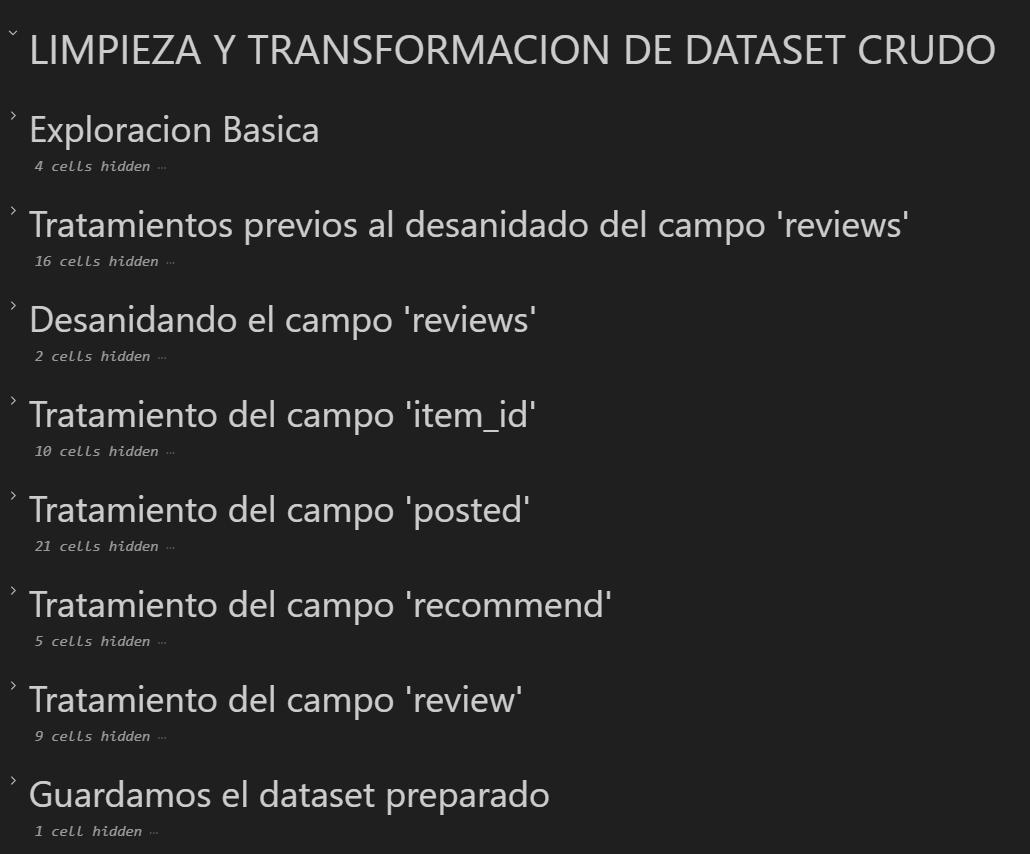 LIMPIEZA Y TRANSFORMACION DE DATASET CRUDO
Exploracion Basica
4 cells hidden ...
Tratamientos previos al desanidado del campo 'reviews'
16 cells hidden ...
Desanidando el campo 'reviews'
2 cells hidden ...
Tratamiento del campo 'item_id'
10 cells hidden ...
Tratamiento del campo 'posted'
21 cells hidden ...
Tratamiento del campo 'recommend'
5 cells hidden ...
Tratamiento del campo 'review'
9 cells hidden ...
Guardamos el dataset preparado
1 cell hidden ...